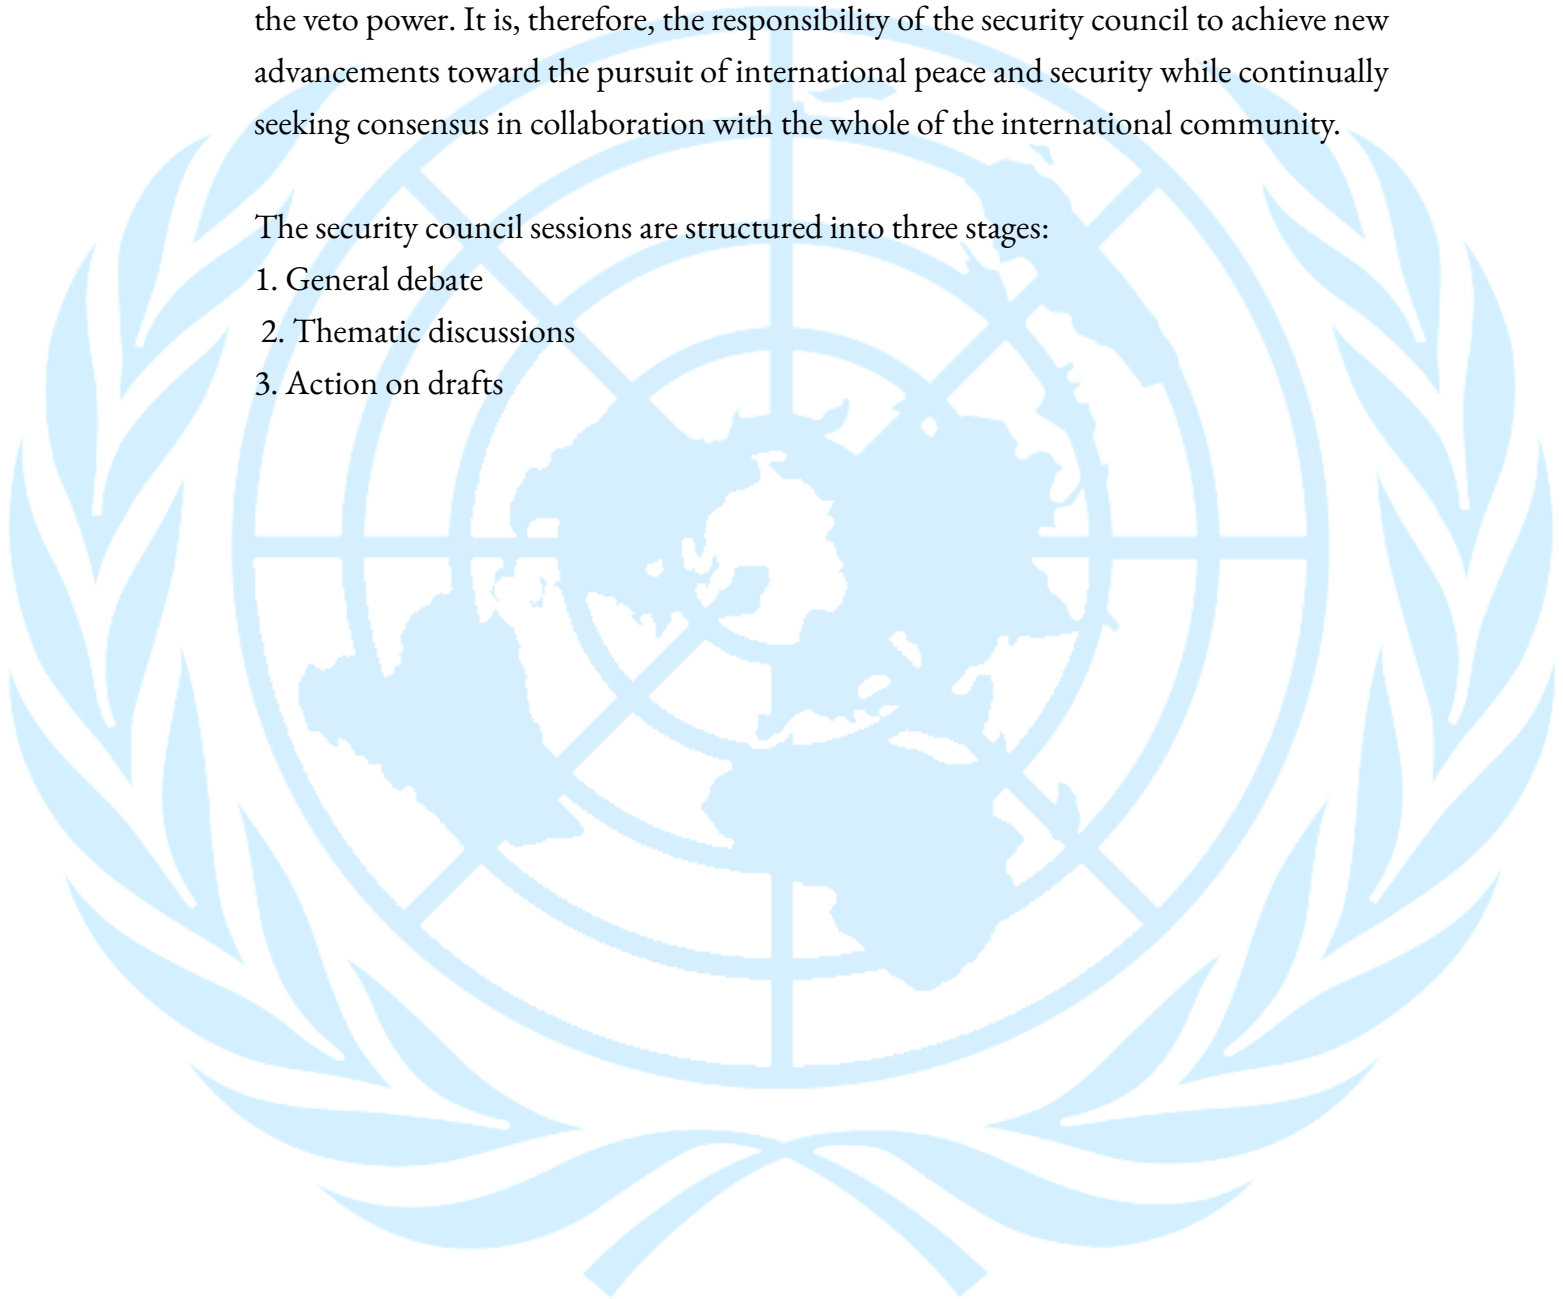 the veto power. It is, therefore, the responsibility of the security council to achieve new
advancements toward the pursuit of international peace and security while continually
seeking consensus in collaboration with the whole of the international community.
The security council sessions are structured into three stages:
1. General debate
2. Thematic discussions
3. Action on drafts